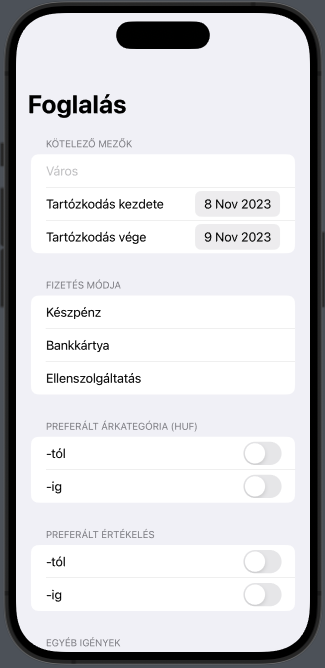 Foglalás
KÖTELEZŐ MEZŐK
Város
Tartózkodás kezdete 8 Nov 2023
Tartózkodás vége 9 Nov 2023
FIZETÉS MÓDJA
Készpénz
Bankkártya
Ellenszolgáltatás
PREFERÁLT ÁRKATEGÓRIA (HUF)
-tól
-ig
PREFERÁLT ÉRTÉKELÉS
-tól
-ig
EGYÉB IGÉNYEK